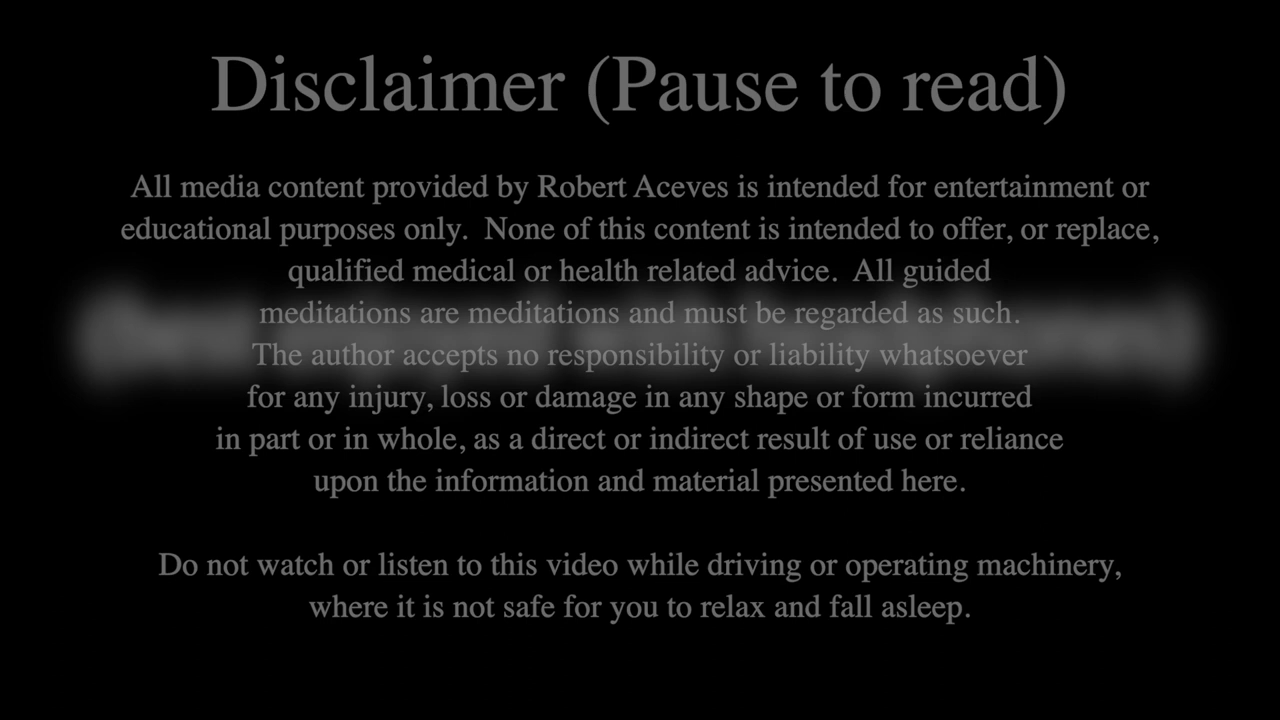 Disclaimer (Pause to read)
All media content provided by Robert Aceves is intended for entertainment or
educational purposes only.  None of this content is intended to offer, or replace,
qualified medical or health related advice.  All guided
meditations are meditations and must be regarded as such.
The author accepts no responsibility or liability whatsoever
for any injury, loss or damage in any shape or form incurred
in part or in whole, as a direct or indirect result of use or reliance
upon the information and material presented here.
Do not watch or listen to this video while driving or operating machinery,
where it is not safe for you to relax and fall asleep.